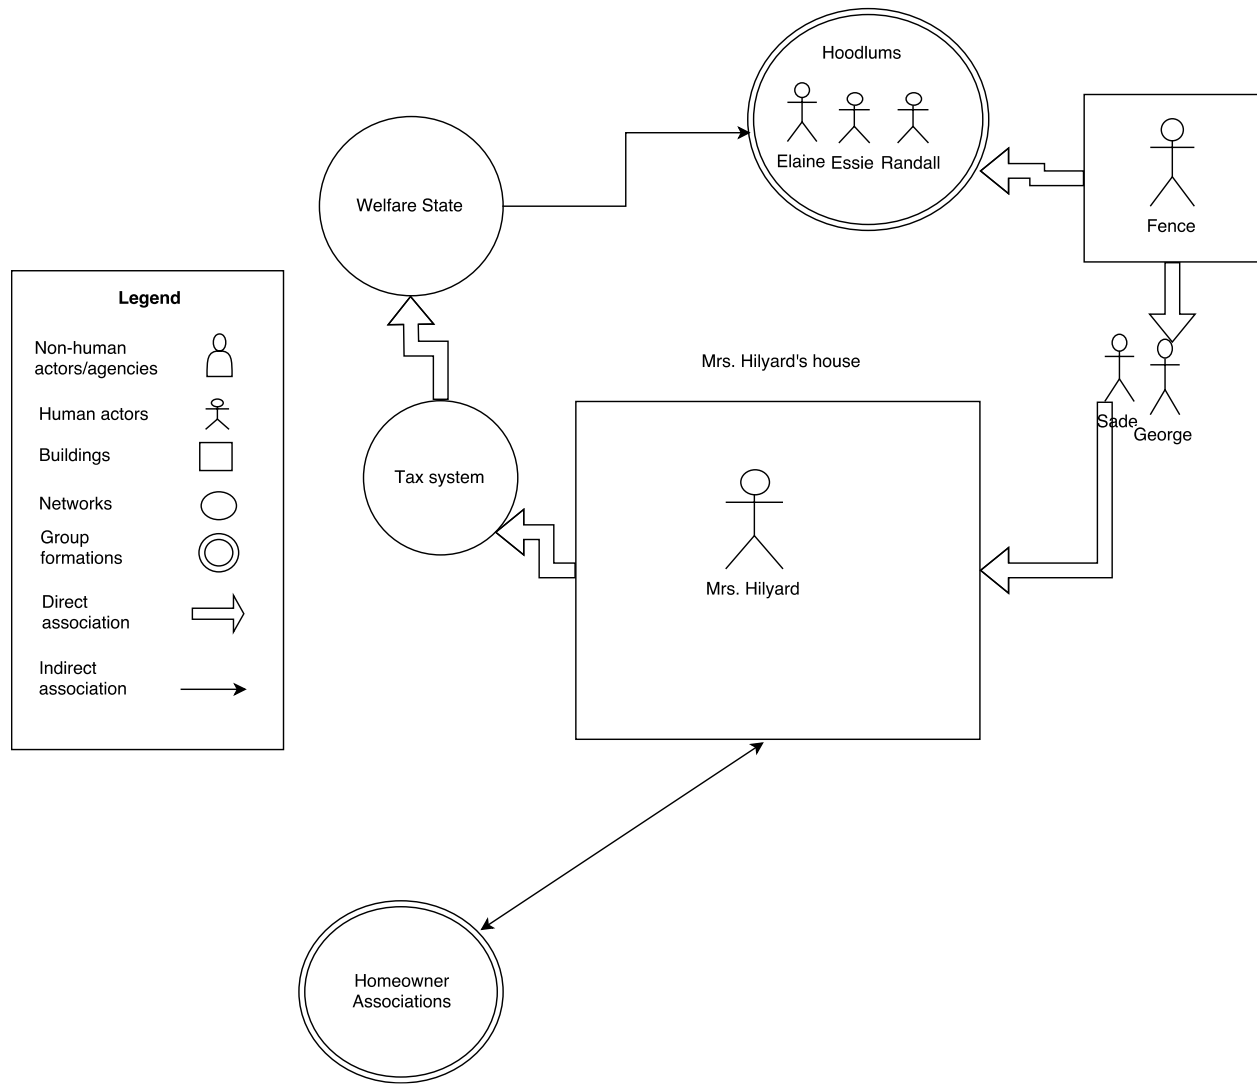 Hoodlums
Elaine
Essie
Randall
Fence
Welfare State
Legend
Non-human
actors/agencies
Human actors
Buildings
Networks
Group
formations
Direct
association
Indirect
association
Mrs. Hilyard's house
Sade
George
Tax system
Mrs. Hilyard
Homeowner
Associations